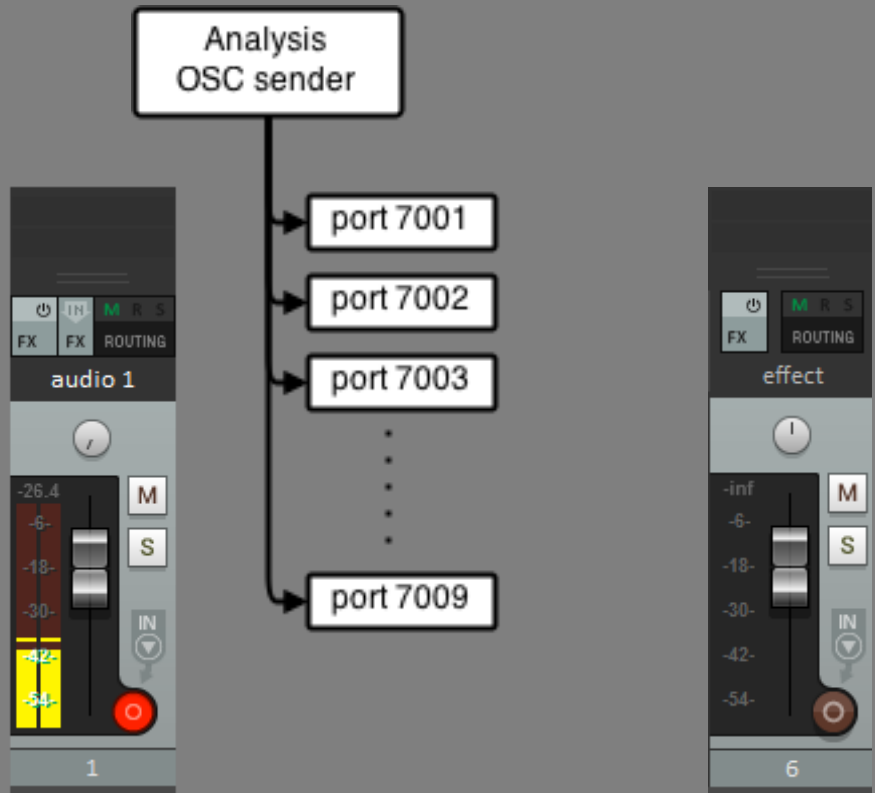 Analysis
OSC sender
port 7001
port 7002
port 7003
port 7009
IN
M R S
FX
FX
ROUTING
audio 1
-26.4
-6-
-18-
-30-
-42-
-54-
M
S
IN
1
M R S
FX
ROUTING
effect
-inf
-6-
-18-
-30-
-42-
-54-
M
S
IN
6